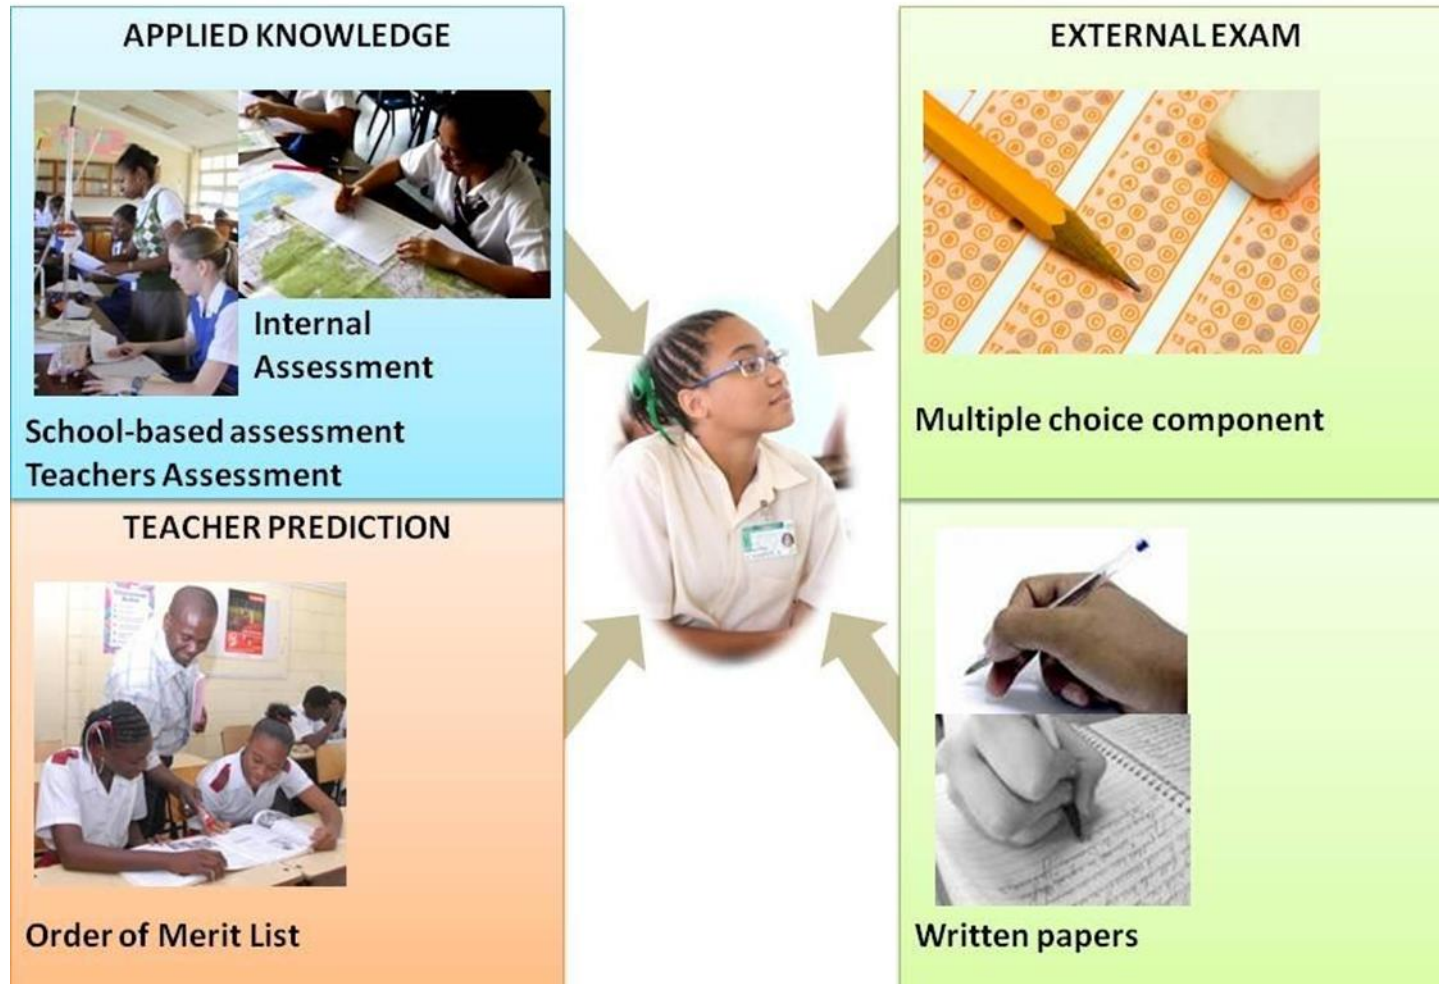 APPLIED KNOWLEDGE
Internal
Assessment
School-based assessment
Teachers Assessment
TEACHER PREDICTION
Order of Merit List
EXTERNAL EXAM
Multiple choice component
Written papers